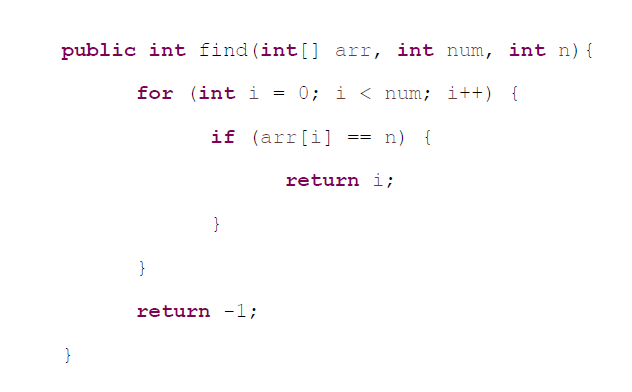 public int find(int[] arr, int num, int n){
for (int i = 0; i < num; i++) {
if (arr[i] == n) {
return i;
}
}
return -1;
}